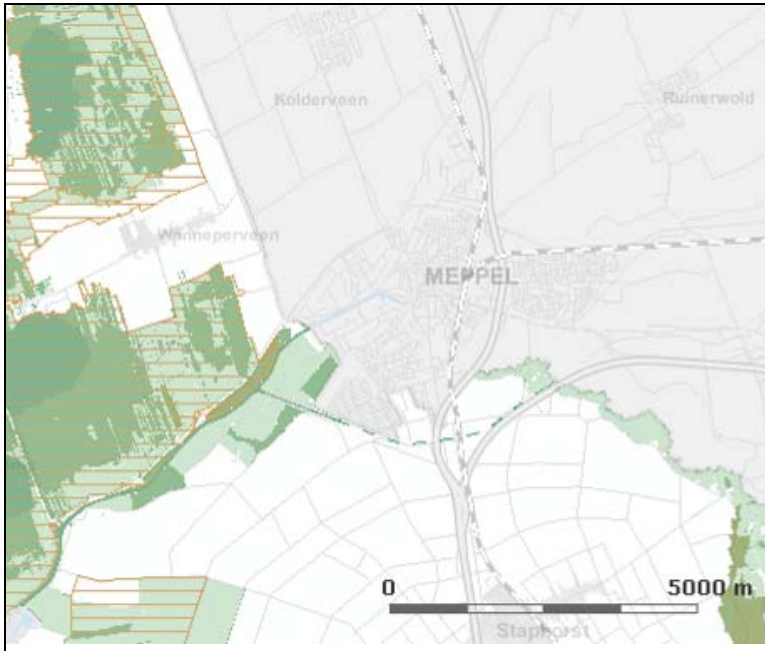 Kolderveen
Ruinerwold
Wanneperveen
MEPPEL
0 5000 m
Staphorst